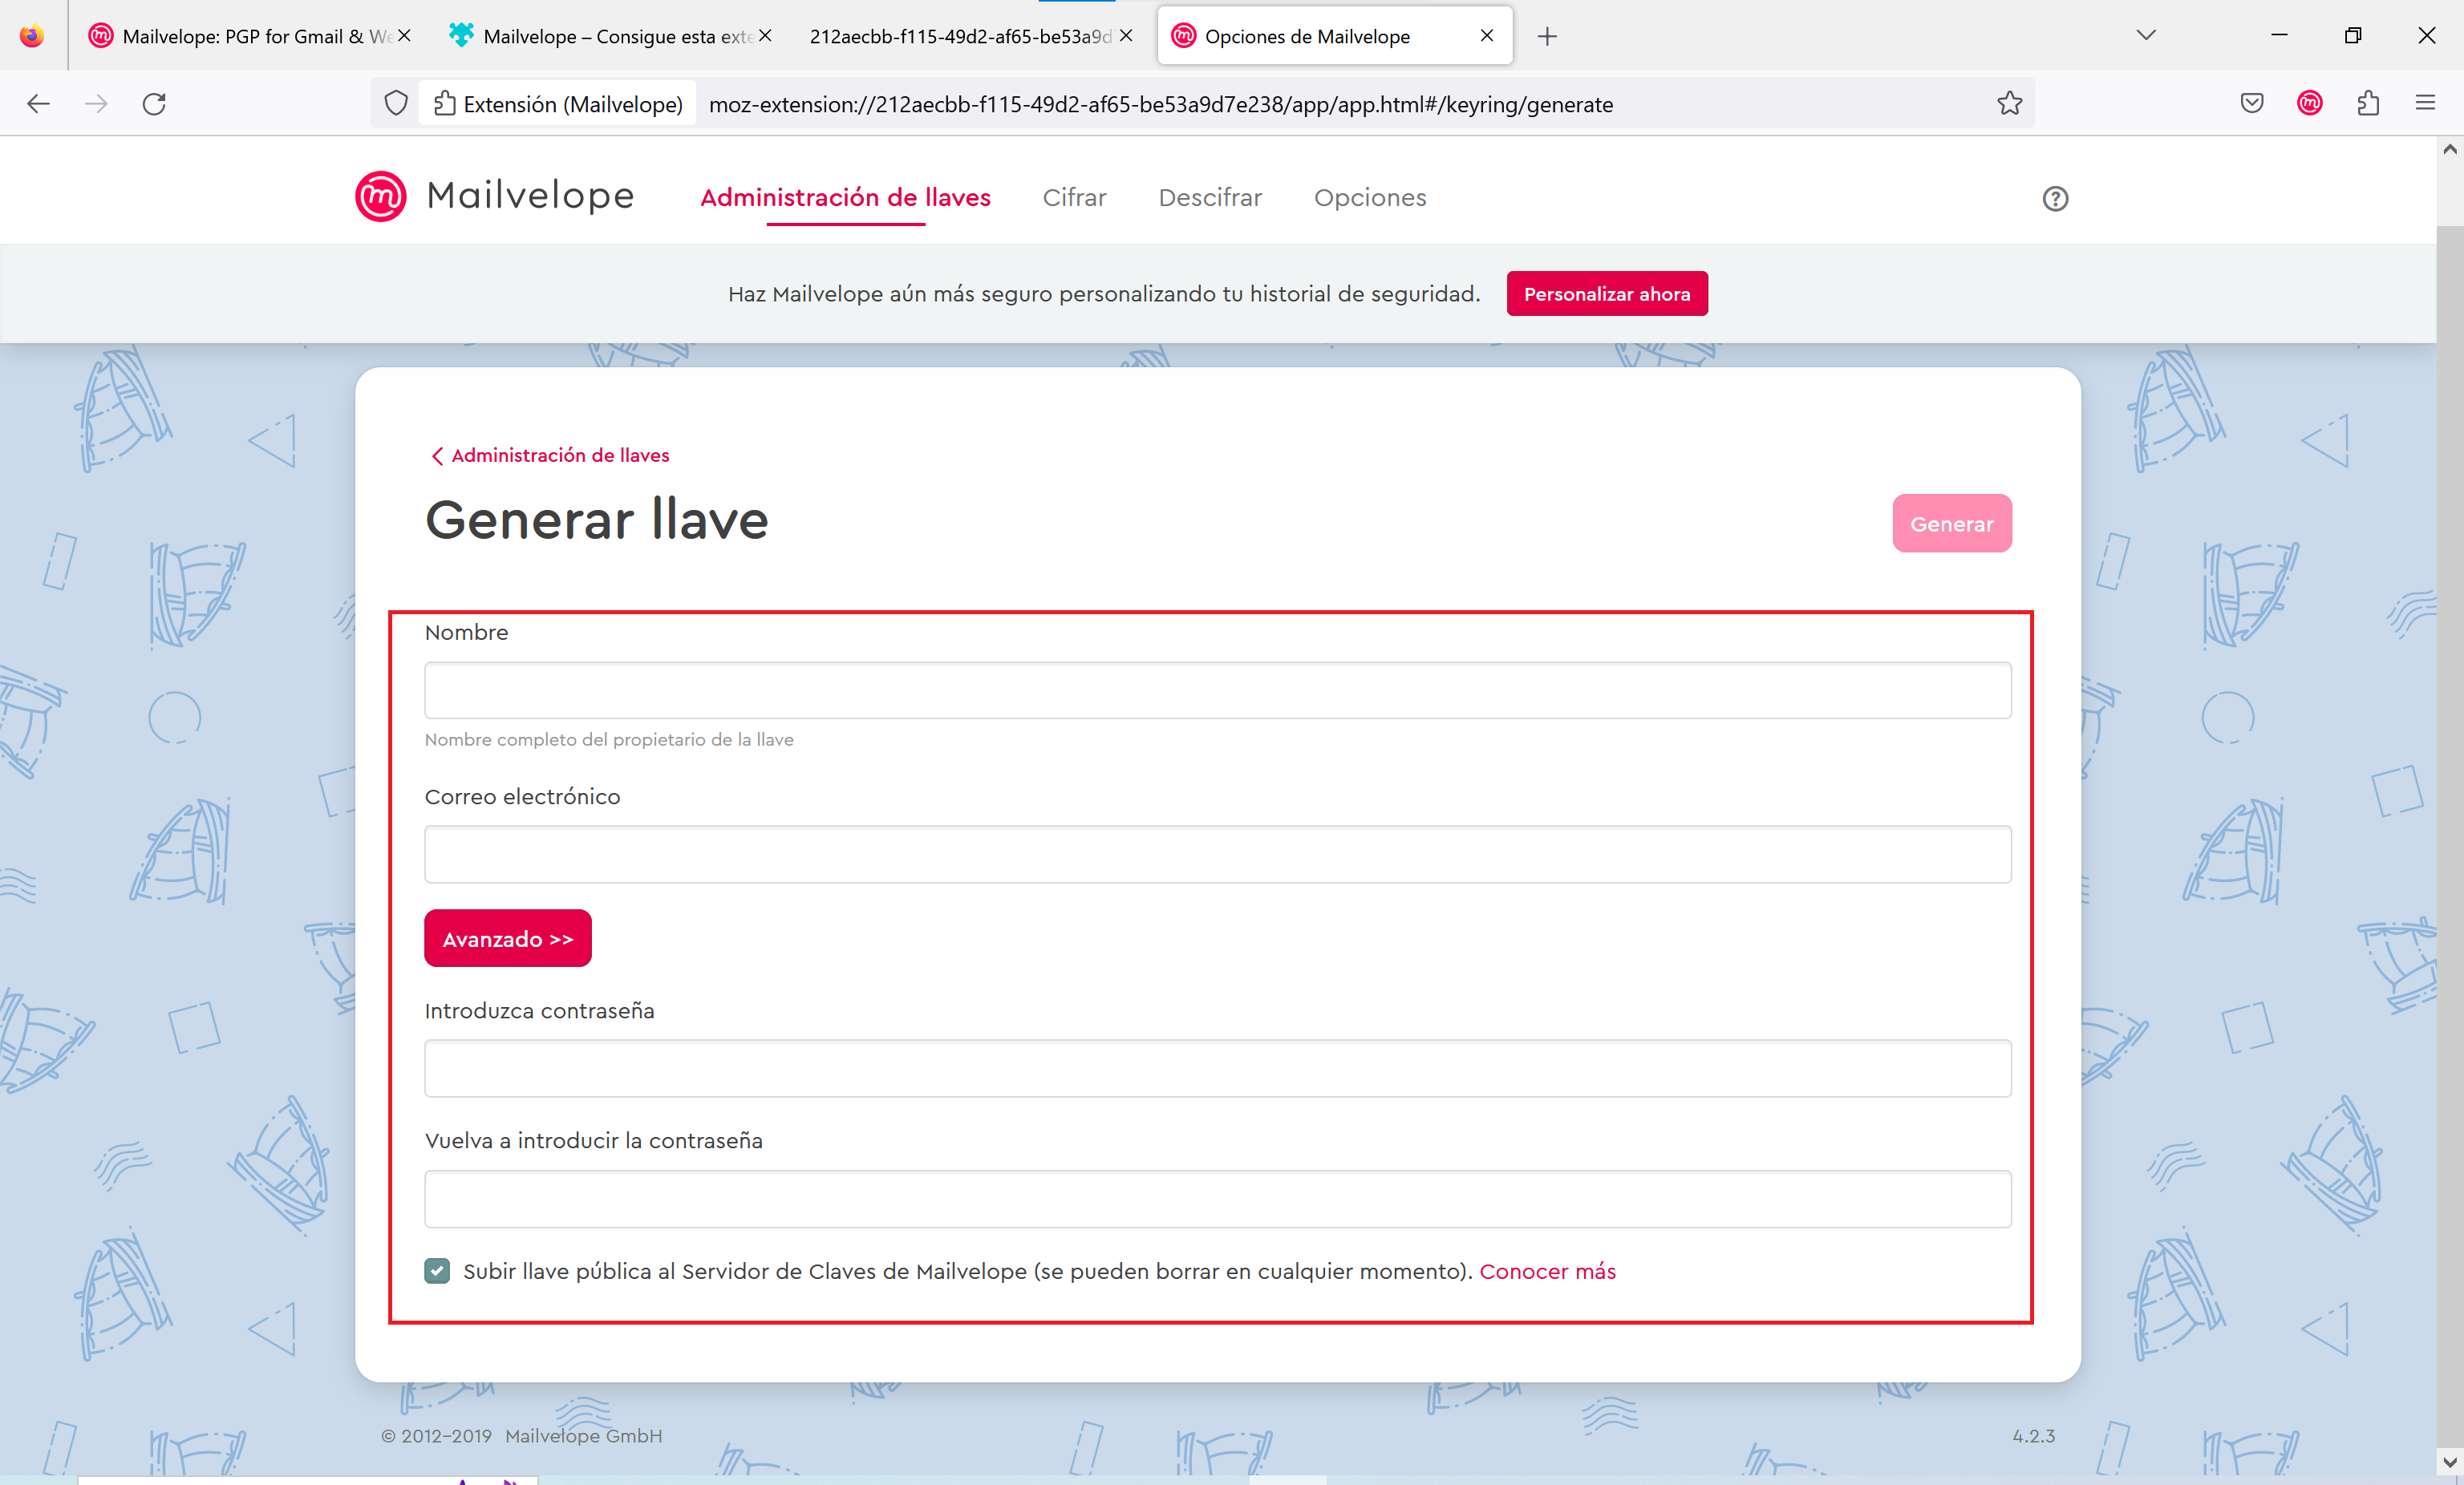 Mailvelope: PGP for Gmail & We
Mailvelope – Consigue esta exte
212aecbb-f115-49d2-af65-be53a9d
Opciones de Mailvelope
Extensión (Mailvelope)
moz-extension://212aecbb-f115-49d2-af65-be53a9d7e238/app/app.html#/keyring/generate
Mailvelope
Administración de llaves
Cifrar
Descifrar
Opciones
Haz Mailvelope aún más seguro personalizando tu historial de seguridad.
Personalizar ahora
Administración de llaves
Generar llave
Generar
Nombre
Nombre completo del propietario de la llave
Correo electrónico
Avanzado >>
Introduzca contraseña
Vuelva a introducir la contraseña
Subir llave pública al Servidor de Claves de Mailvelope (se pueden borrar en cualquier momento). Conocer más
© 2012-2019 Mailvelope GmbH
4.2.3